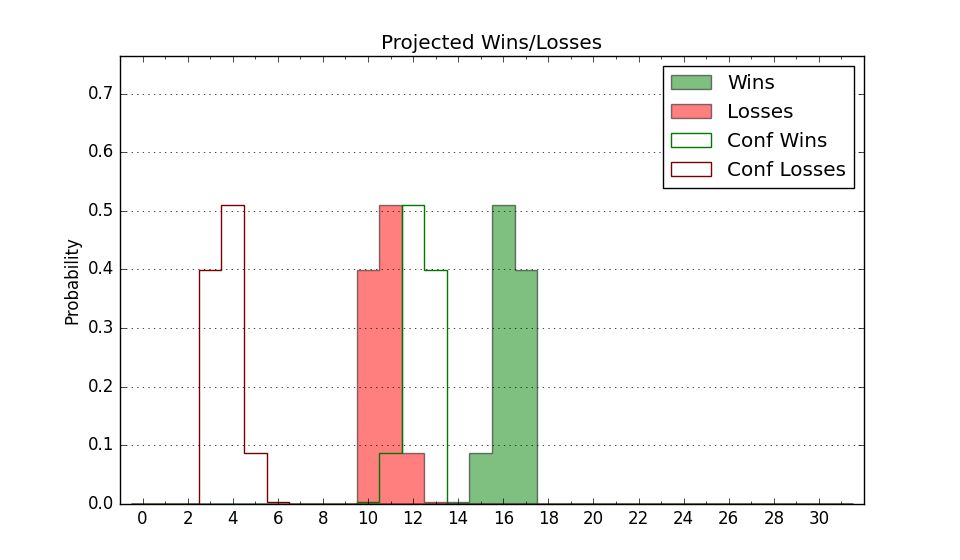 Projected Wins/Losses
Wins
Losses
Conf Wins
Conf Losses
Probability
0.7
0.6
0.5
0.4
0.3
0.2
0.1
0.0
0 2 4 6 8 10 12 14 16 18 20 22 24 26 28 30